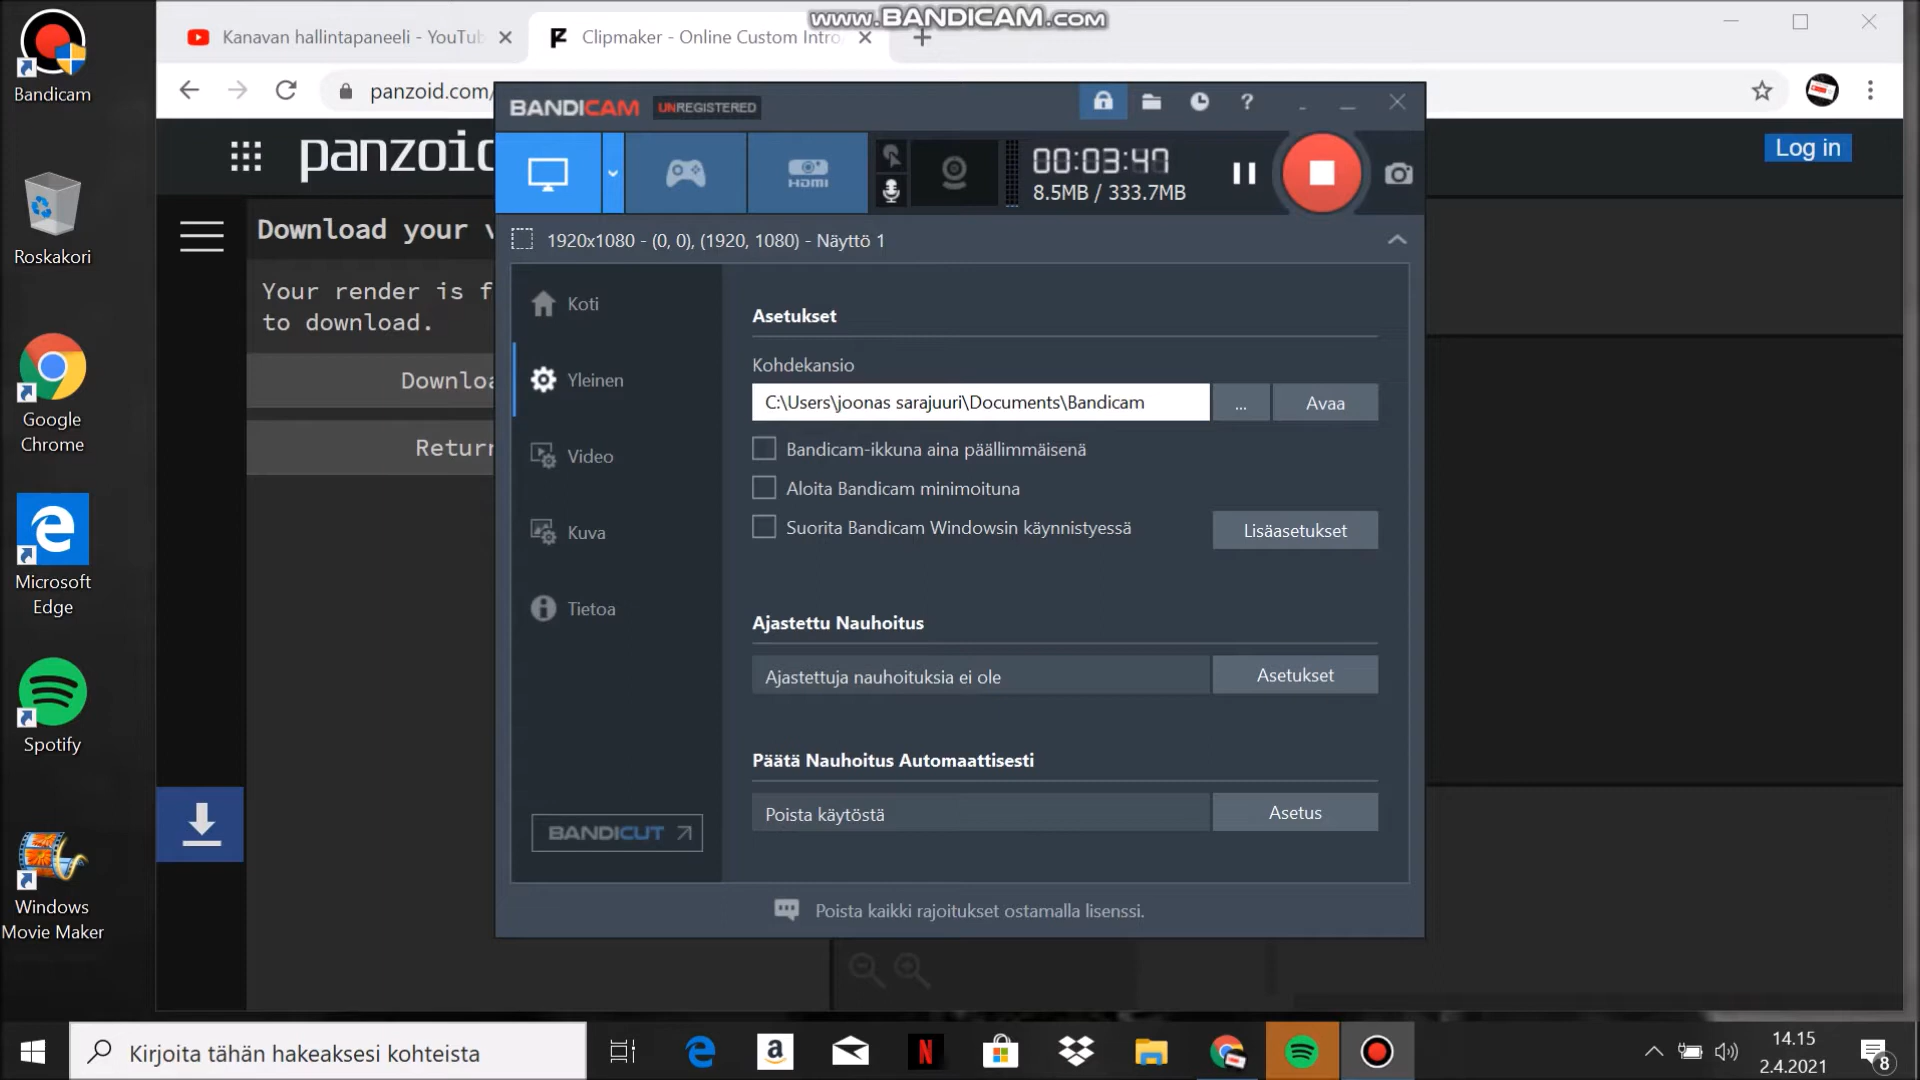 www.BANDICAM.com
Kanavan hallintapaneeli - YouTub
Clipmaker - Online Custom Intro
panzoid.com/
Bandicam
Roskakori
Google
Chrome
Microsoft
Edge
Spotify
Windows
Movie Maker
panzoid
Log in
Download your v
Your render is f
to download.
Downloa
Return
BANDICAM UNREGISTERED
?
HDMI
00:03:47
8.5MB / 333.7MB
1920x1080 - (0, 0), (1920, 1080) - Näyttö 1
Koti
Yleinen
Video
Kuva
Tietoa
BANDICUT
Asetukset
Kohdekansio
C:\Users\joonas sarajuuri\Documents\Bandicam
...
Avaa
Bandicam-ikkuna aina päällimmäisenä
Aloita Bandicam minimoituna
Suorita Bandicam Windowsin käynnistyessä
Lisäasetukset
Ajastettu Nauhoitus
Ajastettuja nauhoituksia ei ole
Asetukset
Päätä Nauhoitus Automaattisesti
Poista käytöstä
Asetus
Poista kaikki rajoitukset ostamalla lisenssi.
Kirjoita tähän hakeaksesi kohteista
14.15
2.4.2021
8